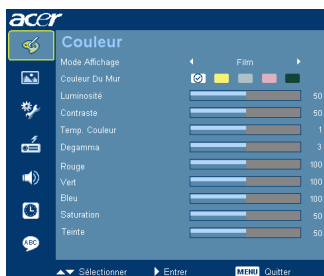 acer
Couleur
Mode Affichage Film
Couleur Du Mur
Luminosité 50
Contraste 50
Temp. Couleur 1
Degamma 3
Rouge 100
Vert 100
Bleu 100
Saturation 50
Teinte 50
ABC
Sélectionner Entrer MENU Quitter